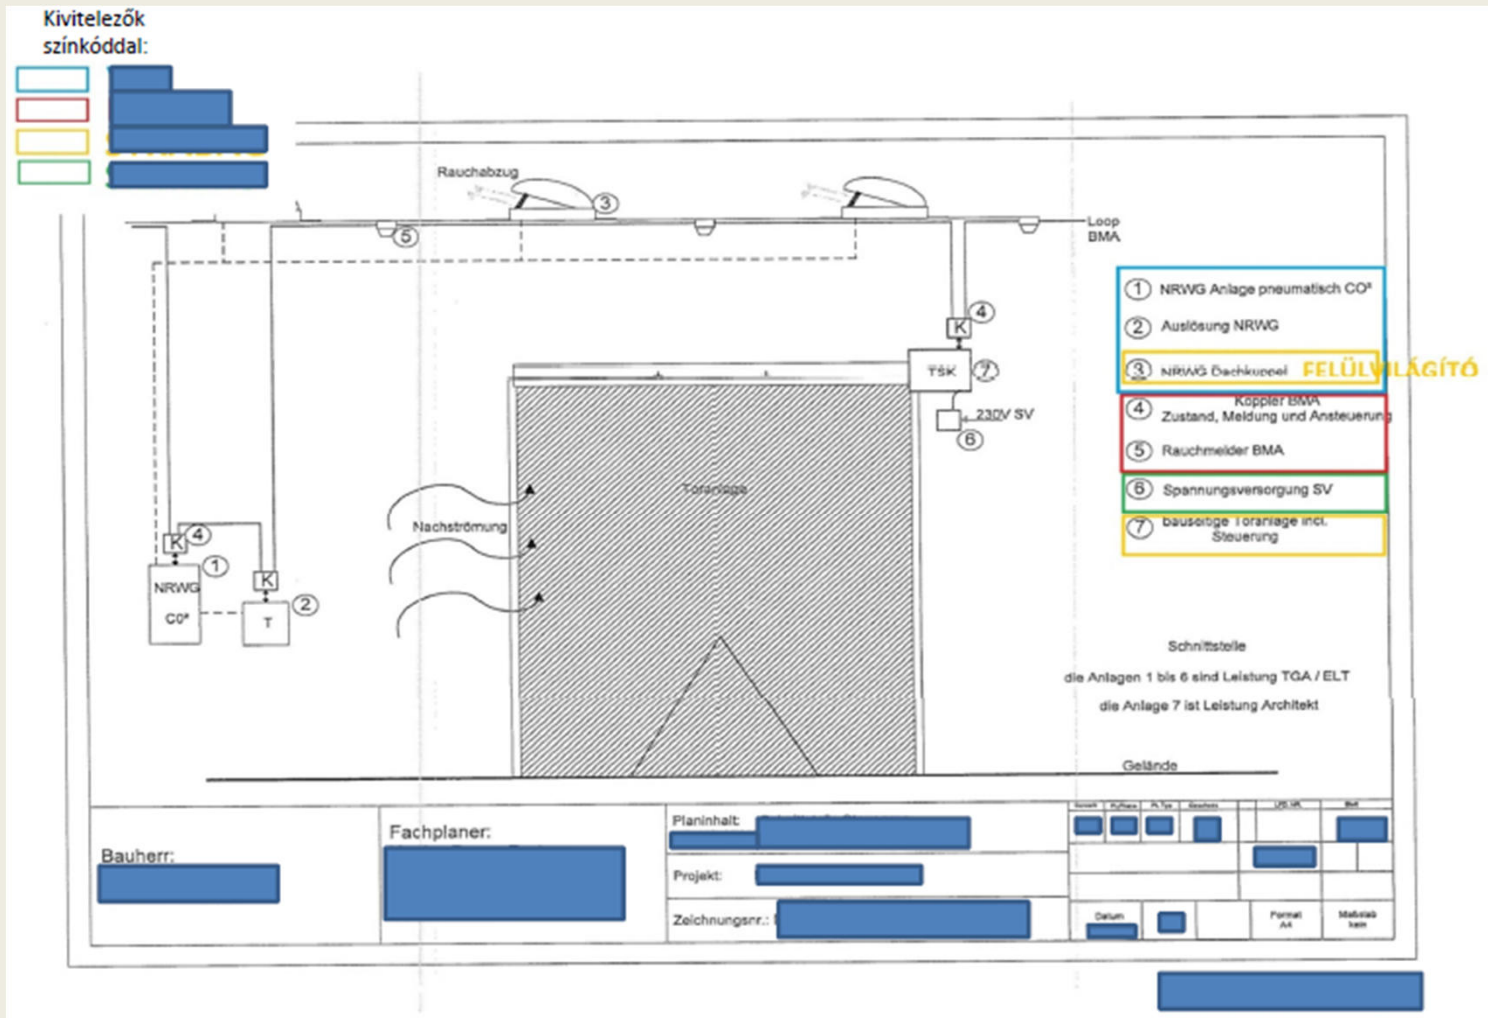 Kivitelezők
színkóddal:
Rauchabzug
3
5
Loop
BMA
4
K
TSK
7
230V SV
6
1 NRWG Anlage pneumatisch CO²
2 Auslösung NRWG
3 NRWG Dachkuppel FELÜLVILÁGÍTÓ
4 Koppler BMA
Zustand, Meldung und Ansteuerung
5 Rauchmelder BMA
6 Spannungsversorgung SV
7 bauseitige Toranlage incl.
Steuerung
Toranlage
Nachströmung
K 4
1
NRWG
CO²
K
2
T
Schnittstelle
die Anlagen 1 bis 6 sind Leistung TGA / ELT
die Anlage 7 ist Leistung Architekt
Gelände
Bauherr:
Fachplaner:
Planinhalt:
Projekt:
Zeichnungsnr.:
Datum
Format
A4
Maßstab
kein